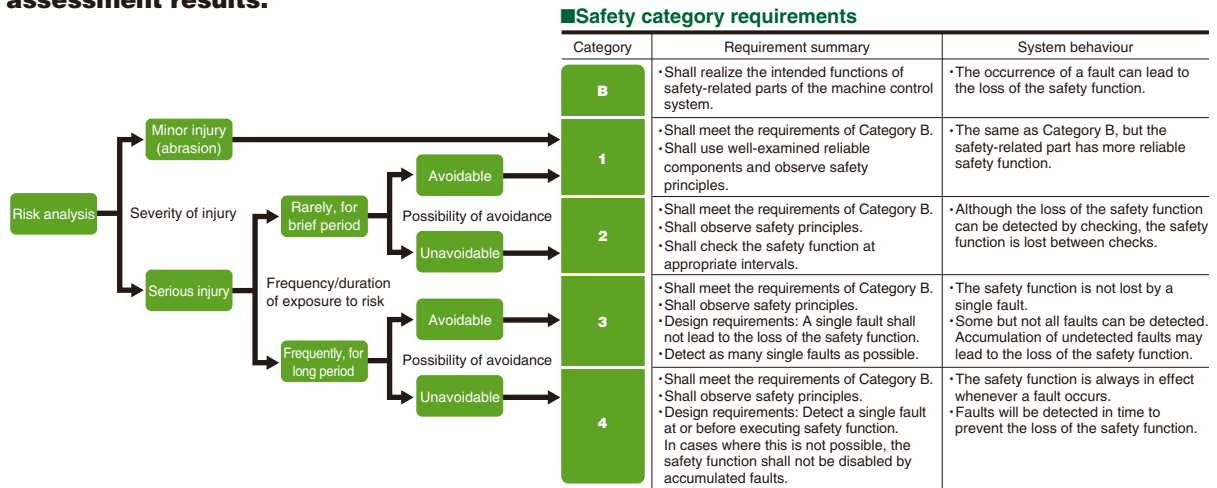 assessment results.
■Safety category requirements
Category
Requirement summary
System behaviour
Risk analysis
Severity of injury
Minor injury
(abrasion)
Serious injury
Frequency/duration
of exposure to risk
Rarely, for
brief period
Frequently, for
long period
Possibility of avoidance
Avoidable
Unavoidable
Possibility of avoidance
Avoidable
Unavoidable
B
・Shall realize the intended functions of
safety-related parts of the machine control
system.
・The occurrence of a fault can lead to
the loss of the safety function.
1
・Shall meet the requirements of Category B.
・Shall use well-examined reliable
components and observe safety
principles.
・The same as Category B, but the
safety-related part has more reliable
safety function.
2
・Shall meet the requirements of Category B.
・Shall observe safety principles.
・Shall check the safety function at
appropriate intervals.
・Although the loss of the safety function
can be detected by checking, the safety
function is lost between checks.
3
・Shall meet the requirements of Category B.
・Shall observe safety principles.
・Design requirements: A single fault shall
not lead to the loss of the safety function.
・Detect as many single faults as possible.
・The safety function is not lost by a
single fault.
・Some but not all faults can be detected.
Accumulation of undetected faults may
lead to the loss of the safety function.
4
・Shall meet the requirements of Category B.
・Shall observe safety principles.
・Design requirements: Detect a single fault
at or before executing safety function.
In cases where this is not possible, the
safety function shall not be disabled by
accumulated faults.
・The safety function is always in effect
whenever a fault occurs.
・Faults will be detected in time to
prevent the loss of the safety function.